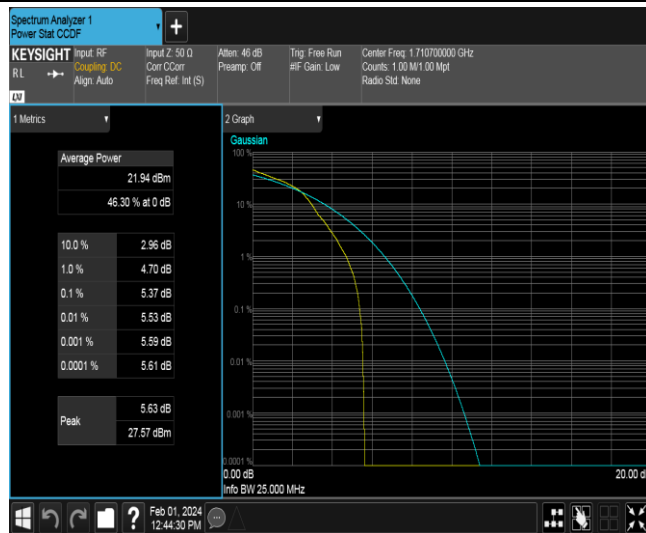 Spectrum Analyzer 1
Power Stat CCDF
KEYSIGHT
RL
LXI
Input: RF
Coupling: DC
Align: Auto
Input Z: 50 Ω
Corr CCorr
Freq Ref: Int (S)
Atten: 46 dB
Preamp: Off
Trig: Free Run
#IF Gain: Low
Center Freq: 1.710700000 GHz
Counts: 1.00 M/1.00 Mpt
Radio Std: None
1 Metrics
Average Power
21.94 dBm
46.30 % at 0 dB
10.0 % 2.96 dB
1.0 % 4.70 dB
0.1 % 5.37 dB
0.01 % 5.53 dB
0.001 % 5.59 dB
0.0001 % 5.61 dB
Peak
5.63 dB
27.57 dBm
2 Graph
Gaussian
100 %
10 %
1 %
0.1 %
0.01 %
0.001 %
0.0001 %
0.00 dB
20.00 d
Info BW 25.000 MHz
?
Feb 01, 2024
12:44:30 PM